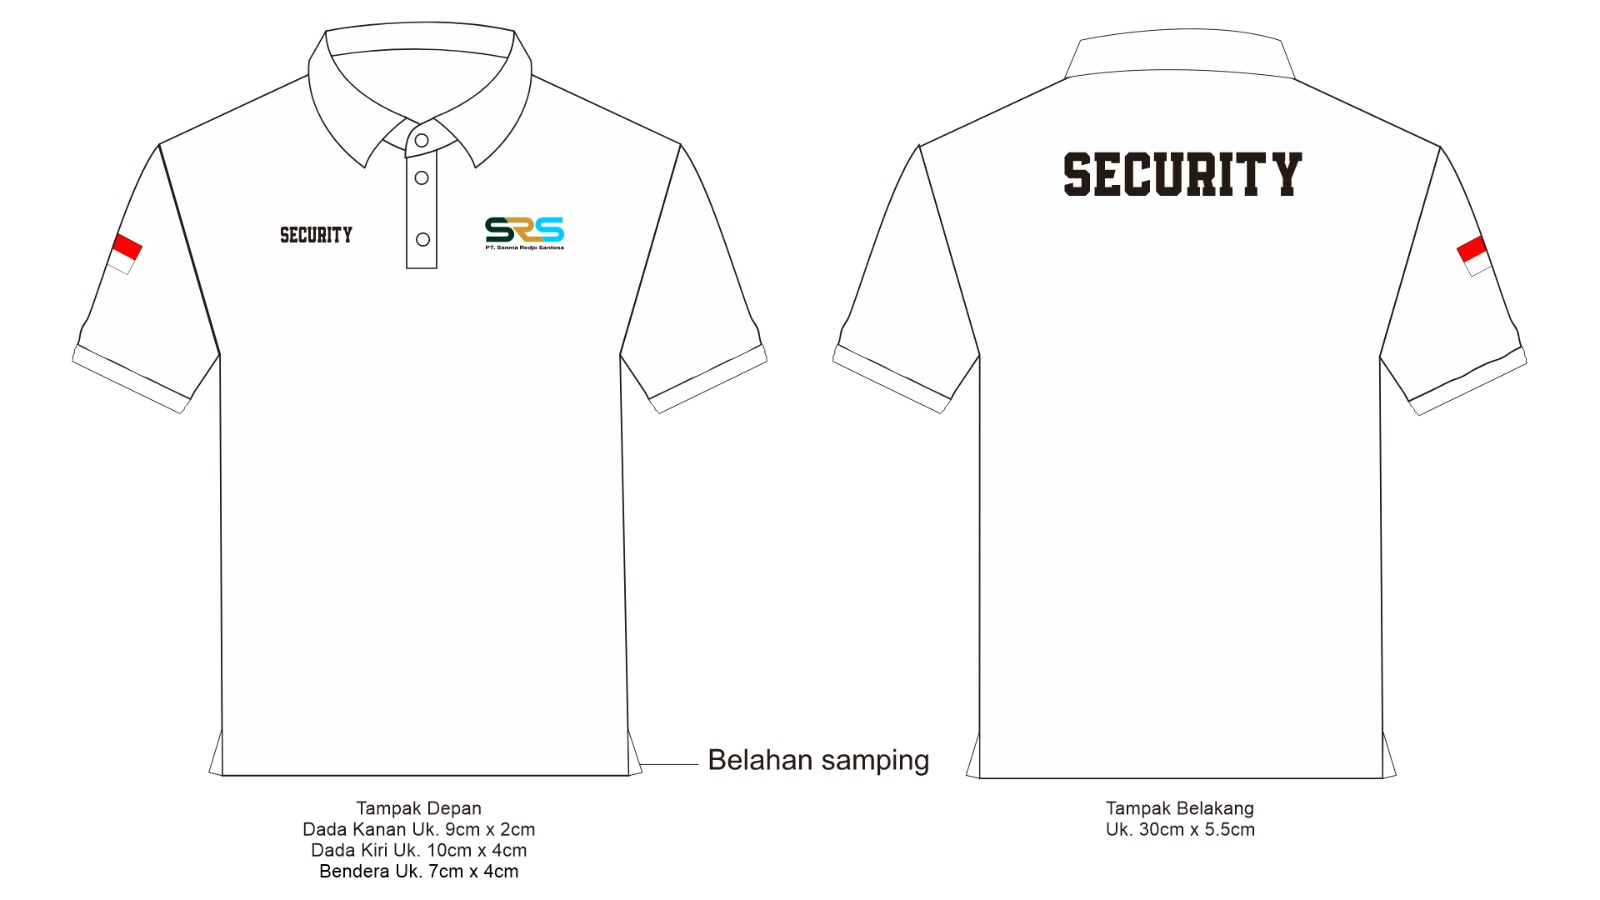 SECURITY
SRS
PT. Sanma Redjo Santosa
SECURITY
Belahan samping
Tampak Depan
Dada Kanan Uk. 9cm x 2cm
Dada Kiri Uk. 10cm x 4cm
Bendera Uk. 7cm x 4cm
Tampak Belakang
Uk. 30cm x 5.5cm